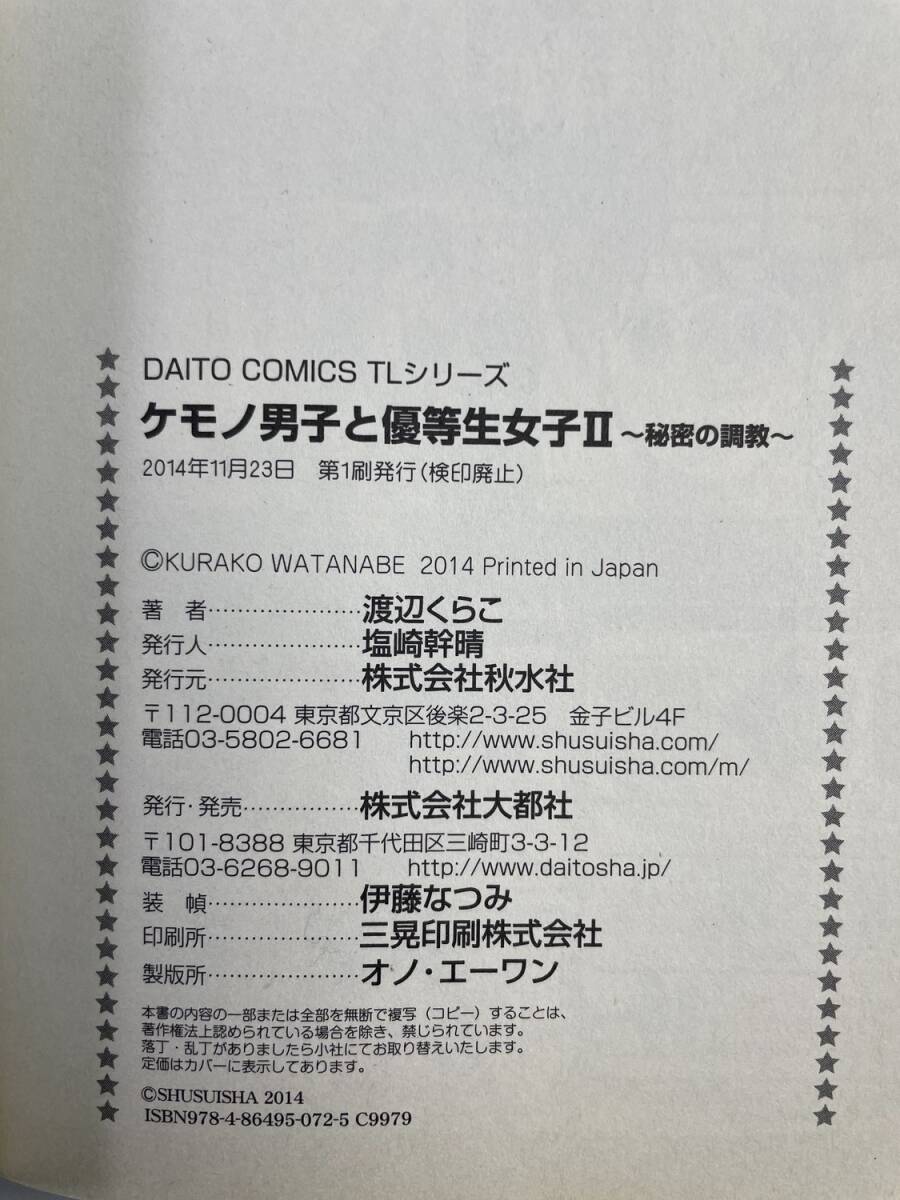 DAITO COMICS TLシリーズ
ケモノ男子と優等生女子Ⅱ ～秘密の調教～
2014年11月23日　第1刷発行(検印廃止)
©KURAKO WATANABE 2014 Printed in Japan
著　者…………………渡辺くらこ
発行人…………………塩崎幹晴
発行元…………………株式会社秋水社
〒112-0004 東京都文京区後楽2-3-25　金子ビル4F
電話03-5802-6681　http://www.shusuisha.com/
http://www.shusuisha.com/m/
発行・発売……………株式会社大都社
〒101-8388 東京都千代田区三崎町3-3-12
電話03-6268-9011　http://www.daitosha.jp/
装　幀…………………伊藤なつみ
印刷所…………………三晃印刷株式会社
製版所…………………オノ・エーワン
本書の内容の一部または全部を無断で複写（コピー）することは、
著作権法上認められている場合を除き、禁じられています。
落丁・乱丁がありましたら小社にてお取り替えいたします。
定価はカバーに表示してあります。
©SHUSUISHA 2014
ISBN978-4-86495-072-5 C9979